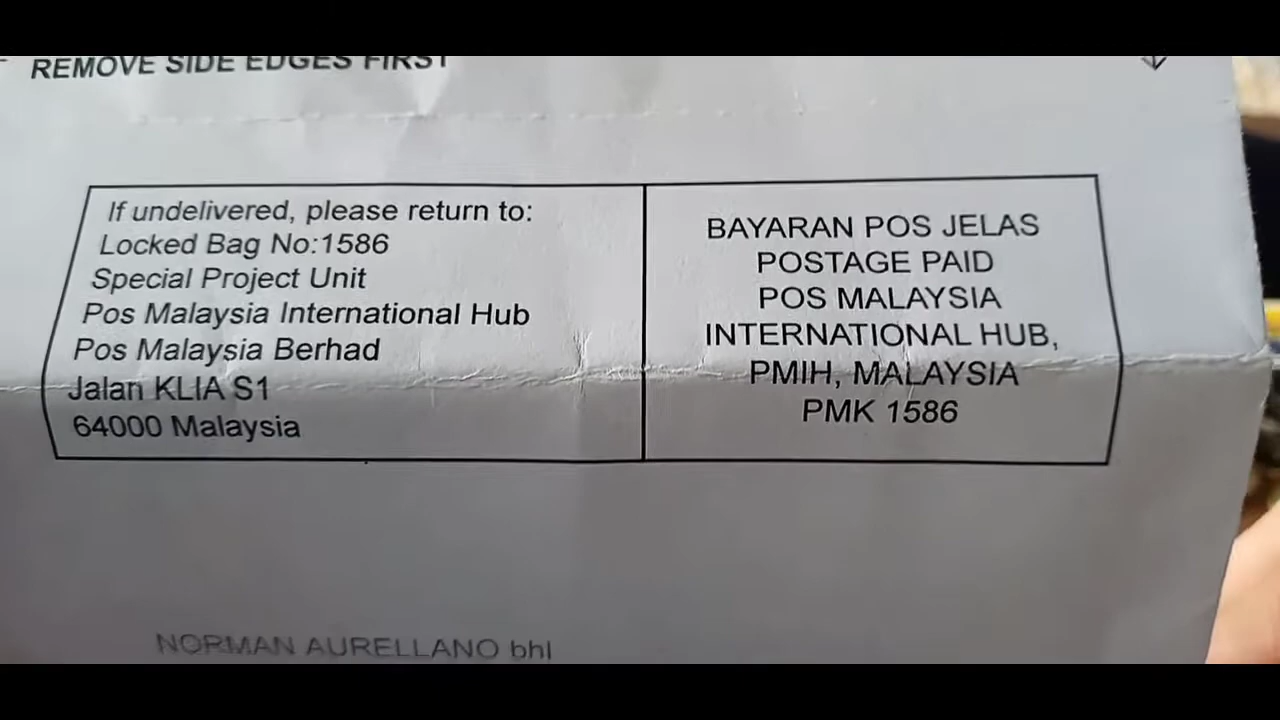 REMOVE SIDE EDGES FIRST
If undelivered, please return to:
Locked Bag No:1586
Special Project Unit
Pos Malaysia International Hub
Pos Malaysia Berhad
Jalan KLIA S1
64000 Malaysia
BAYARAN POS JELAS
POSTAGE PAID
POS MALAYSIA
INTERNATIONAL HUB,
PMIH, MALAYSIA
PMK 1586
NORMAN AURELLANO bhl